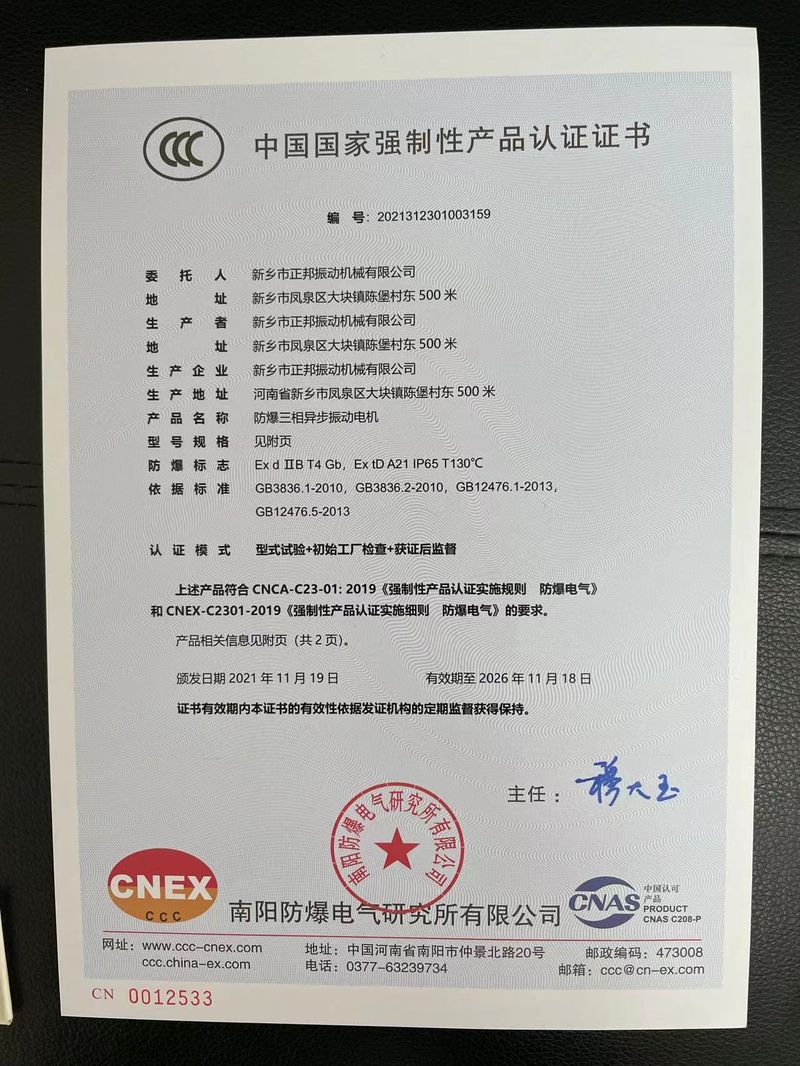 CCC
中国国家强制性产品认证证书
编 号：2021312301003159
委 托 人 新乡市正邦振动机械有限公司
地 址 新乡市凤泉区大块镇陈堡村东 500 米
生 产 者 新乡市正邦振动机械有限公司
地 址 新乡市凤泉区大块镇陈堡村东 500 米
生 产 企 业 新乡市正邦振动机械有限公司
生 产 地 址 河南省新乡市凤泉区大块镇陈堡村东 500 米
产 品 名 称 防爆三相异步振动电机
型 号 规 格 见附页
防 爆 标 志 Ex d ⅡB T4 Gb，Ex tD A21 IP65 T130℃
依 据 标 准 GB3836.1-2010，GB3836.2-2010，GB12476.1-2013，
GB12476.5-2013
认 证 模 式 型式试验+初始工厂检查+获证后监督
上述产品符合 CNCA-C23-01: 2019《强制性产品认证实施规则 防爆电气》
和 CNEX-C2301-2019《强制性产品认证实施细则 防爆电气》的要求。
产品相关信息见附页（共 2 页）。
颁发日期 2021 年 11 月 19 日 有效期至 2026 年 11 月 18 日
证书有效期内本证书的有效性依据发证机构的定期监督获得保持。
主任：穆大玉
南阳防爆电气研究所有限公司
CNEX
CCC
南阳防爆电气研究所有限公司
CNAS
中国认可
产品
PRODUCT
CNAS C208-P
网址：www.ccc-cnex.com 地址：中国河南省南阳市仲景北路20号 邮政编码：473008
ccc.china-ex.com 电话：0377-63239734 邮箱：ccc@cn-ex.com
CN 0012533